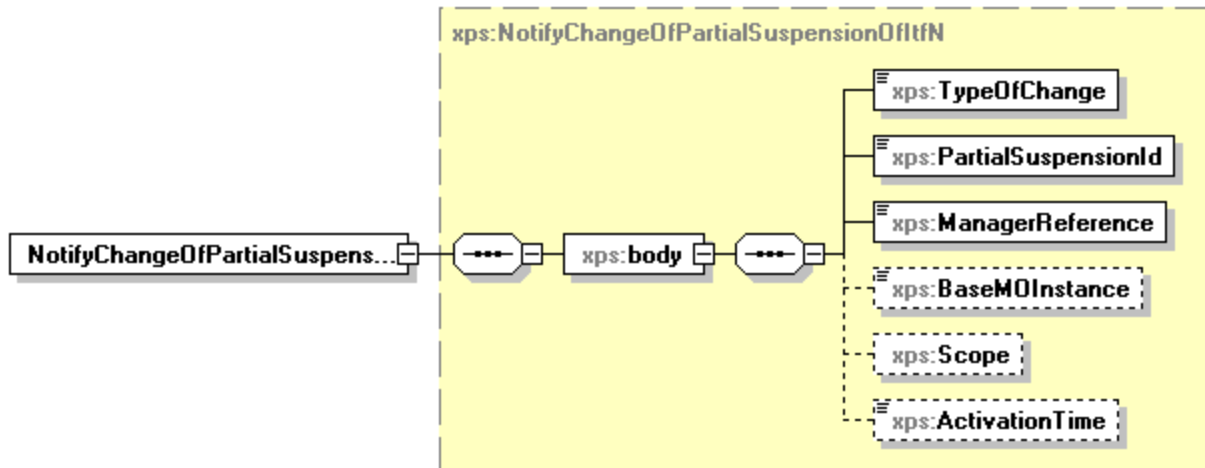 xps:NotifyChangeOfPartialSuspensionOfItfN
xps:TypeOfChange
xps:PartialSuspensionId
xps:ManagerReference
NotifyChangeOfPartialSuspens...
xps:body
xps:BaseMOInstance
xps:Scope
xps:ActivationTime